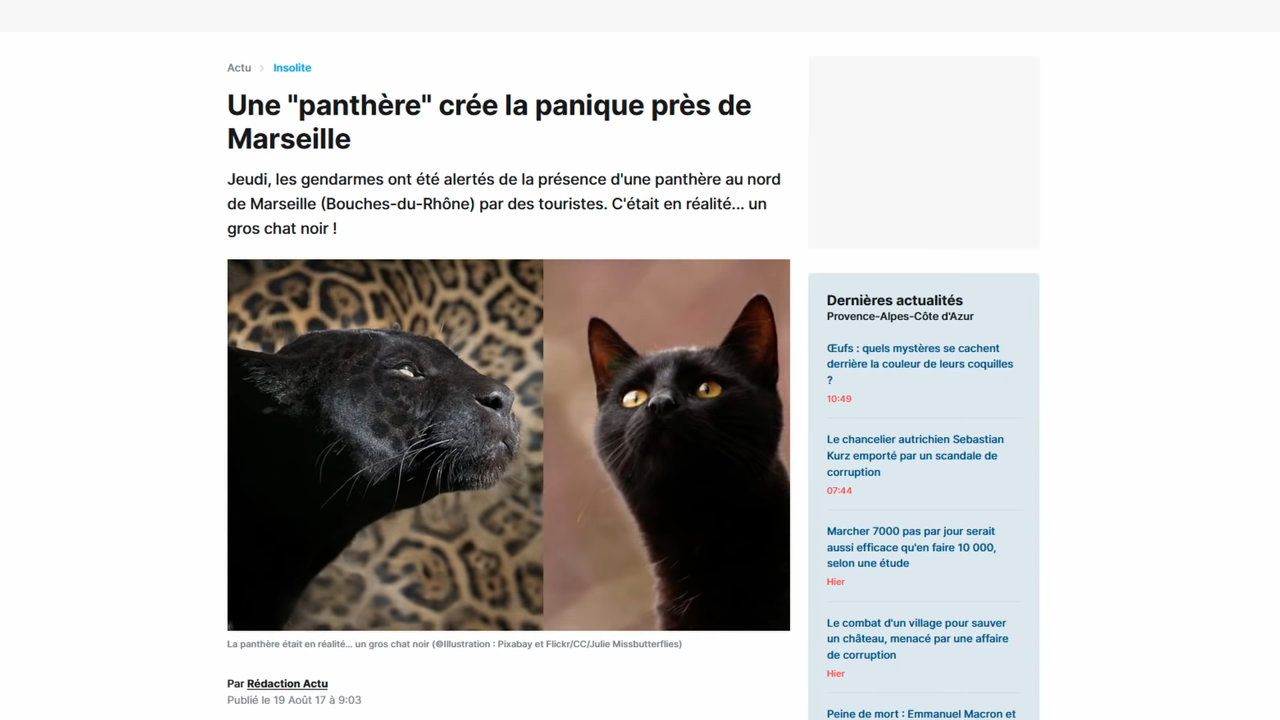 Actu > Insolite
Une "panthère" crée la panique près de
Marseille
Jeudi, les gendarmes ont été alertés de la présence d'une panthère au nord
de Marseille (Bouches-du-Rhône) par des touristes. C'était en réalité... un
gros chat noir !
La panthère était en réalité... un gros chat noir (©Illustration : Pixabay et Flickr/CC/Julie Missbutterflies)
Par Rédaction Actu
Publié le 19 Août 17 à 9:03
Dernières actualités
Provence-Alpes-Côte d'Azur
Œufs : quels mystères se cachent
derrière la couleur de leurs coquilles
?
10:49
Le chancelier autrichien Sebastian
Kurz emporté par un scandale de
corruption
07:44
Marcher 7000 pas par jour serait
aussi efficace qu'en faire 10 000,
selon une étude
Hier
Le combat d'un village pour sauver
un château, menacé par une affaire
de corruption
Hier
Peine de mort : Emmanuel Macron et